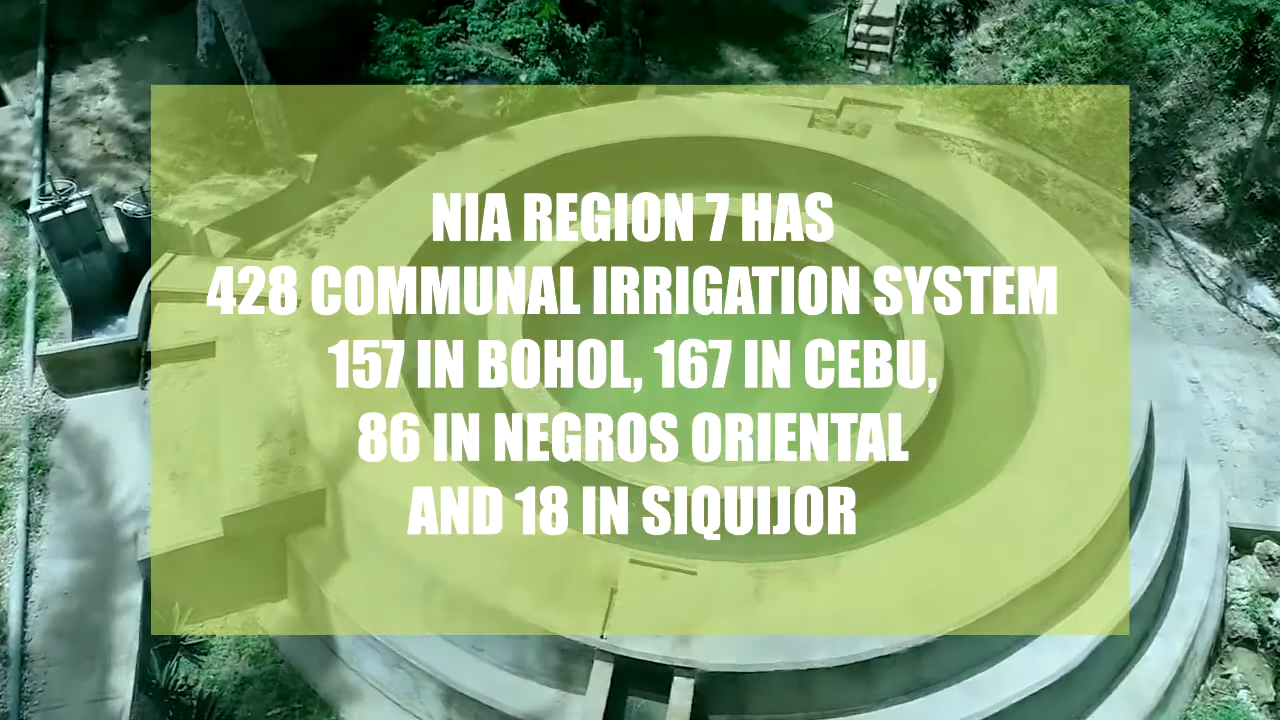 NIA REGION 7 HAS
428 COMMUNAL IRRIGATION SYSTEM
157 IN BOHOL, 167 IN CEBU,
86 IN NEGROS ORIENTAL
AND 18 IN SIQUIJOR